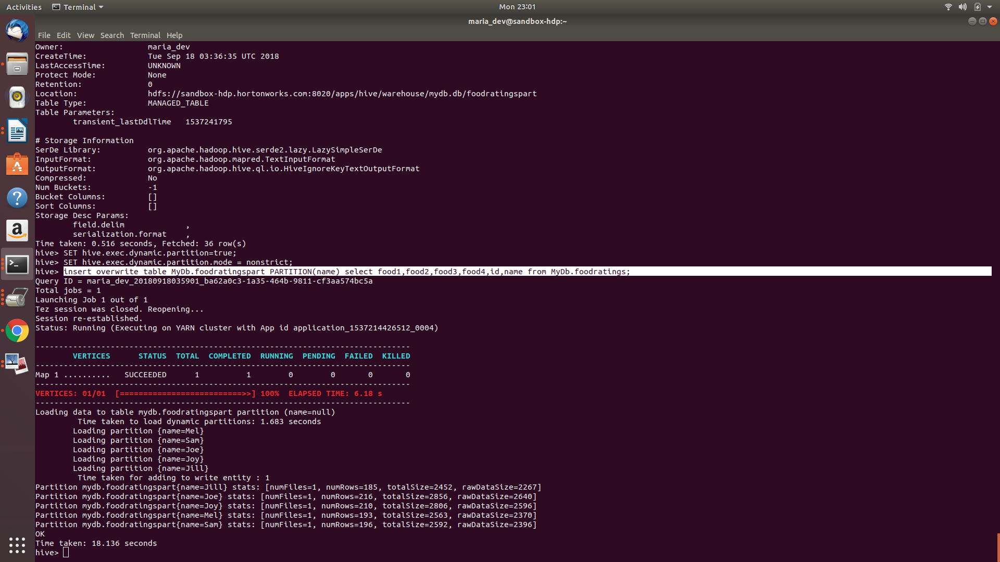 Activities Terminal Mon 23:01
maria_dev@sandbox-hdp:~
File Edit View Search Terminal Help
Owner: maria_dev
CreateTime: Tue Sep 18 03:36:35 UTC 2018
LastAccessTime: UNKNOWN
Protect Mode: None
Retention: 0
Location: hdfs://sandbox-hdp.hortonworks.com:8020/apps/hive/warehouse/mydb.db/foodratingspart
Table Type: MANAGED_TABLE
Table Parameters:
transient_lastDdlTime 1537241795
# Storage Information
SerDe Library: org.apache.hadoop.hive.serde2.lazy.LazySimpleSerDe
InputFormat: org.apache.hadoop.mapred.TextInputFormat
OutputFormat: org.apache.hadoop.hive.ql.io.HiveIgnoreKeyTextOutputFormat
Compressed: No
Num Buckets: -1
Bucket Columns: []
Sort Columns: []
Storage Desc Params:
field.delim ,
serialization.format ,
Time taken: 0.516 seconds, Fetched: 36 row(s)
hive> SET hive.exec.dynamic.partition=true;
hive> SET hive.exec.dynamic.partition.mode = nonstrict;
hive> insert overwrite table MyDb.foodratingspart PARTITION(name) select food1,food2,food3,food4,id,name from MyDb.foodratings;
Query ID = maria_dev_20180918035901_ba62a0c3-1a35-464b-9811-cf3aa574bc5a
Total jobs = 1
Launching Job 1 out of 1
Tez session was closed. Reopening...
Session re-established.
Status: Running (Executing on YARN cluster with App id application_1537214426512_0004)
--------------------------------------------------------------------------------
VERTICES STATUS TOTAL COMPLETED RUNNING PENDING FAILED KILLED
--------------------------------------------------------------------------------
Map 1 .......... SUCCEEDED 1 1 0 0 0 0
--------------------------------------------------------------------------------
VERTICES: 01/01 [==========================>>] 100% ELAPSED TIME: 6.18 s
--------------------------------------------------------------------------------
Loading data to table mydb.foodratingspart partition (name=null)
Time taken to load dynamic partitions: 1.683 seconds
Loading partition {name=Mel}
Loading partition {name=Sam}
Loading partition {name=Joe}
Loading partition {name=Joy}
Loading partition {name=Jill}
Time taken for adding to write entity : 1
Partition mydb.foodratingspart{name=Jill} stats: [numFiles=1, numRows=185, totalSize=2452, rawDataSize=2267]
Partition mydb.foodratingspart{name=Joe} stats: [numFiles=1, numRows=216, totalSize=2856, rawDataSize=2640]
Partition mydb.foodratingspart{name=Joy} stats: [numFiles=1, numRows=210, totalSize=2806, rawDataSize=2596]
Partition mydb.foodratingspart{name=Mel} stats: [numFiles=1, numRows=193, totalSize=2563, rawDataSize=2370]
Partition mydb.foodratingspart{name=Sam} stats: [numFiles=1, numRows=196, totalSize=2592, rawDataSize=2396]
OK
Time taken: 18.136 seconds
hive>